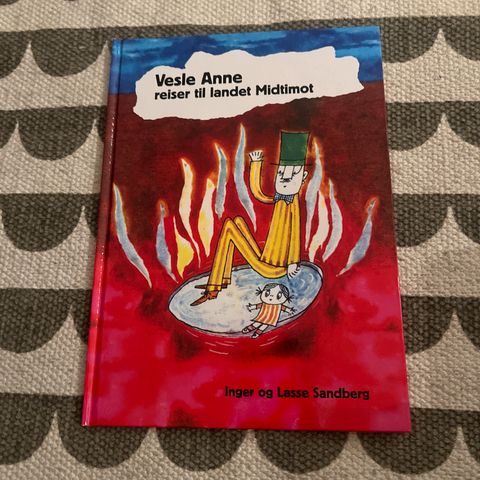 Vesle Anne
reiser til landet Midtimot
Inger og Lasse Sandberg